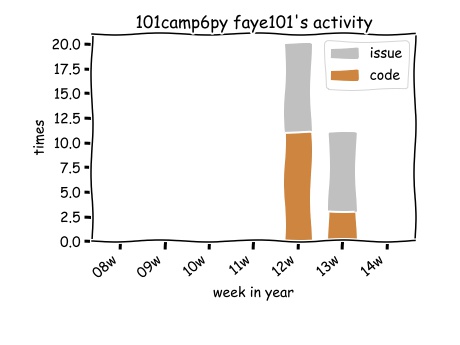 101camp6py faye101's activity
issue
code
20.0
17.5
15.0
12.5
10.0
7.5
5.0
2.5
0.0
times
08w 09w 10w 11w 12w 13w 14w
week in year